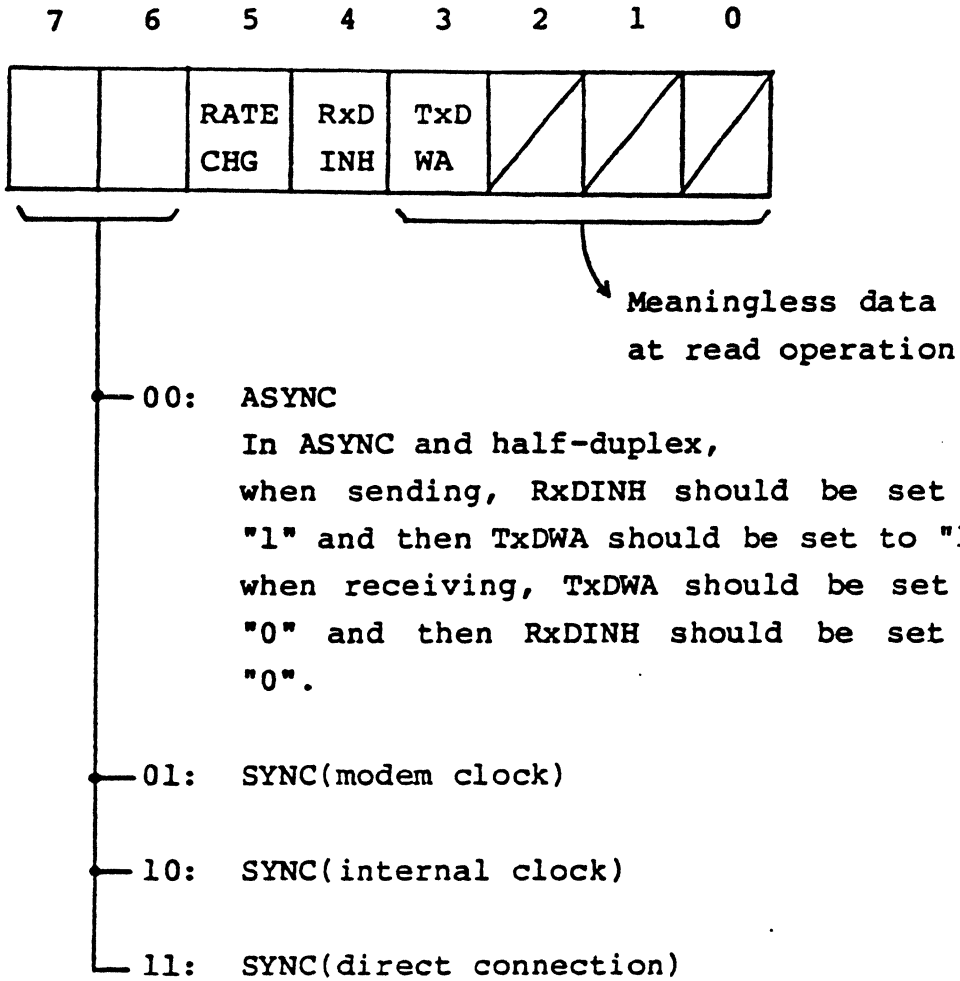 7 6 5 4 3 2 1 0
RATE RxD TxD
CHG INH WA
Meaningless data
at read operation
00: ASYNC
In ASYNC and half-duplex,
when sending, RxDINH should be set
"1" and then TxDWA should be set to "1
when receiving, TxDWA should be set
"0" and then RxDINH should be set
"0".
01: SYNC(modem clock)
10: SYNC(internal clock)
11: SYNC(direct connection)